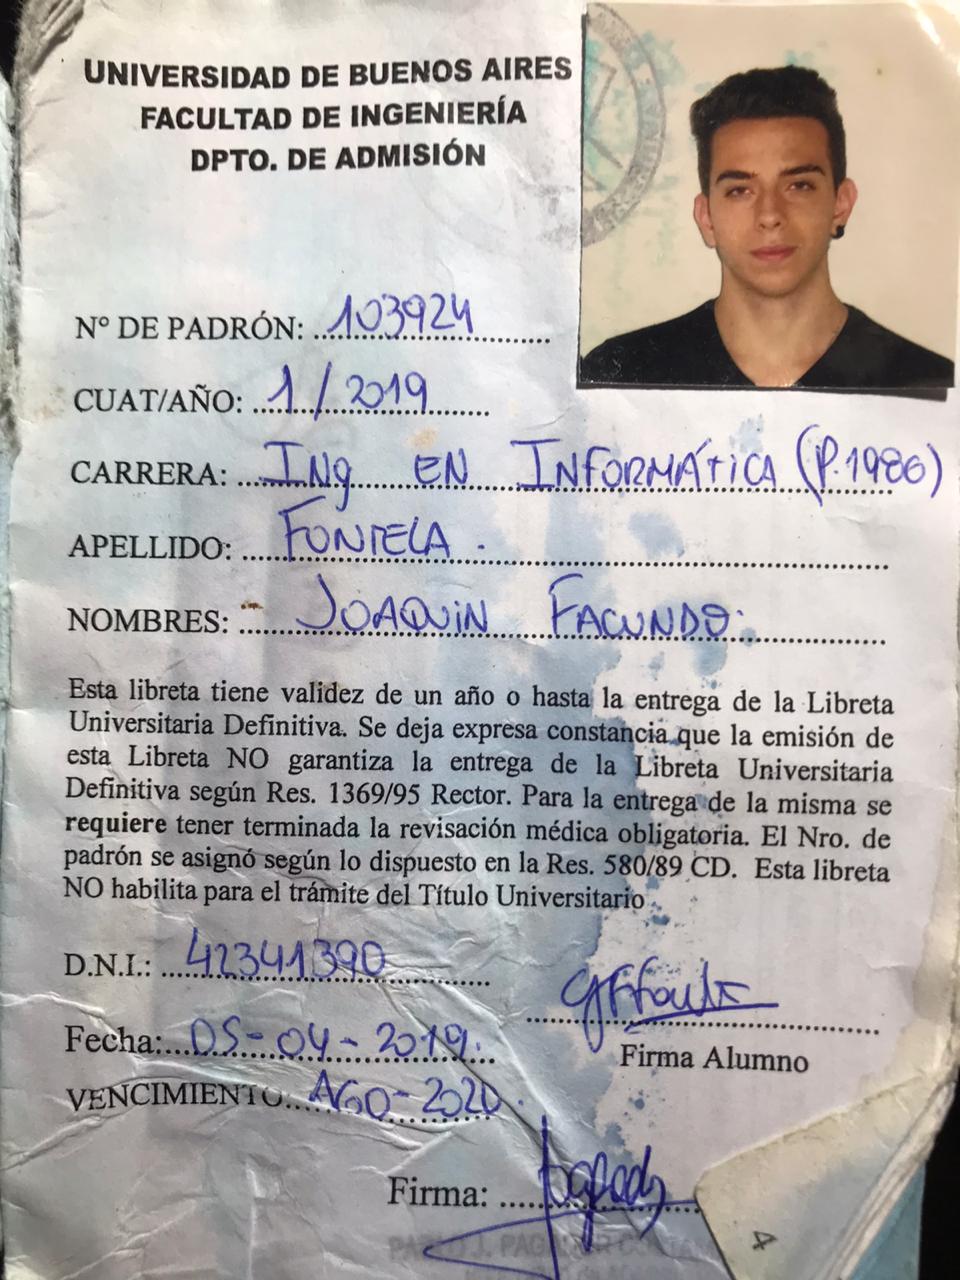 UNIVERSIDAD DE BUENOS AIRES
FACULTAD DE INGENIERÍA
DPTO. DE ADMISIÓN
Nº DE PADRÓN: 103924
CUAT/AÑO: 1/2019
CARRERA: ING EN INFORMÁTICA (P.1986)
APELLIDO: FONTELA.
NOMBRES: JOAQUIN FACUNDO.
Esta libreta tiene validez de un año o hasta la entrega de la Libreta
Universitaria Definitiva. Se deja expresa constancia que la emisión de
esta Libreta NO garantiza la entrega de la Libreta Universitaria
Definitiva según Res. 1369/95 Rector. Para la entrega de la misma se
requiere tener terminada la revisación médica obligatoria. El Nro. de
padrón se asignó según lo dispuesto en la Res. 580/89 CD. Esta libreta
NO habilita para el trámite del Título Universitario
D.N.I.: 42341390
Firma Alumno
Fecha: 05-04-2019.
VENCIMIENTO: AGO-2020.
Firma: